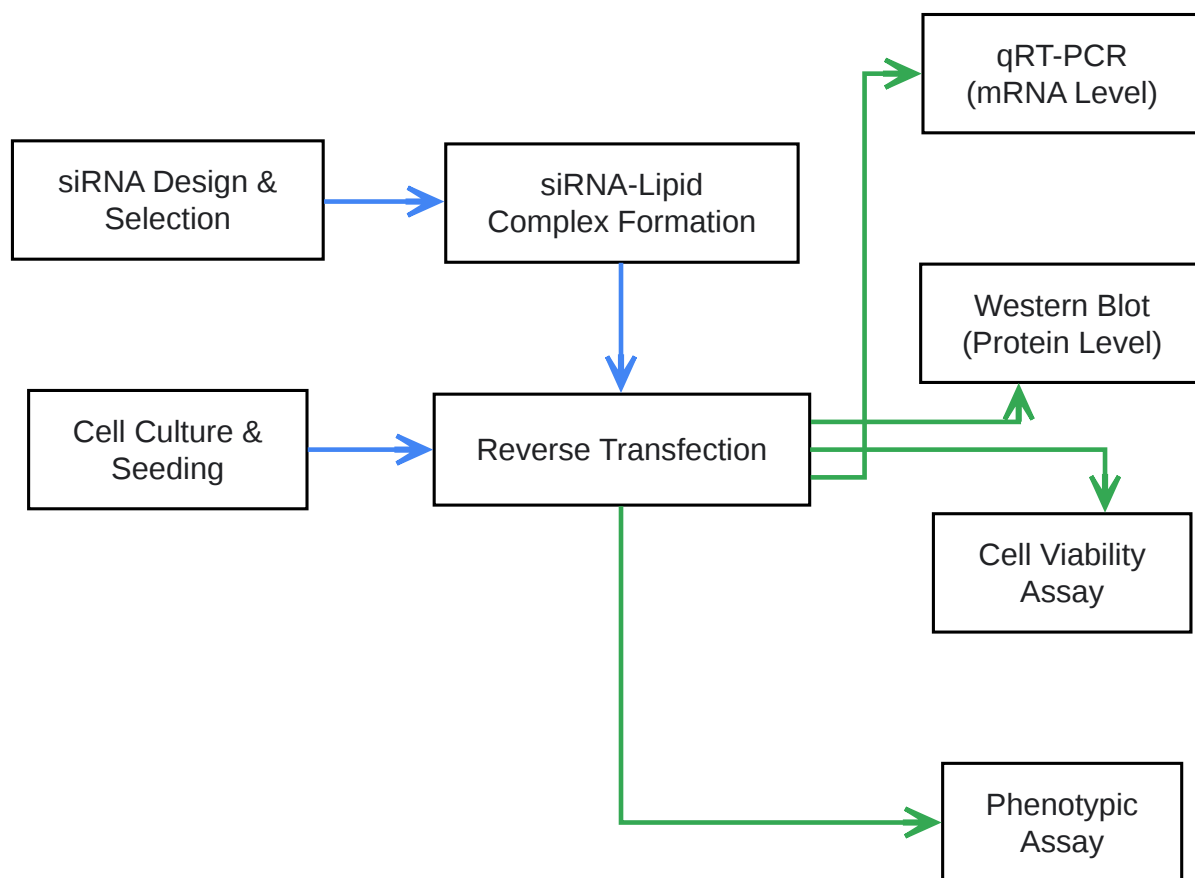 qRT-PCR
(mRNA Level)
siRNA Design &
Selection
siRNA-Lipid
Complex Formation
Western Blot
(Protein Level)
Cell Culture &
Seeding
Reverse Transfection
Cell Viability
Assay
Phenotypic
Assay